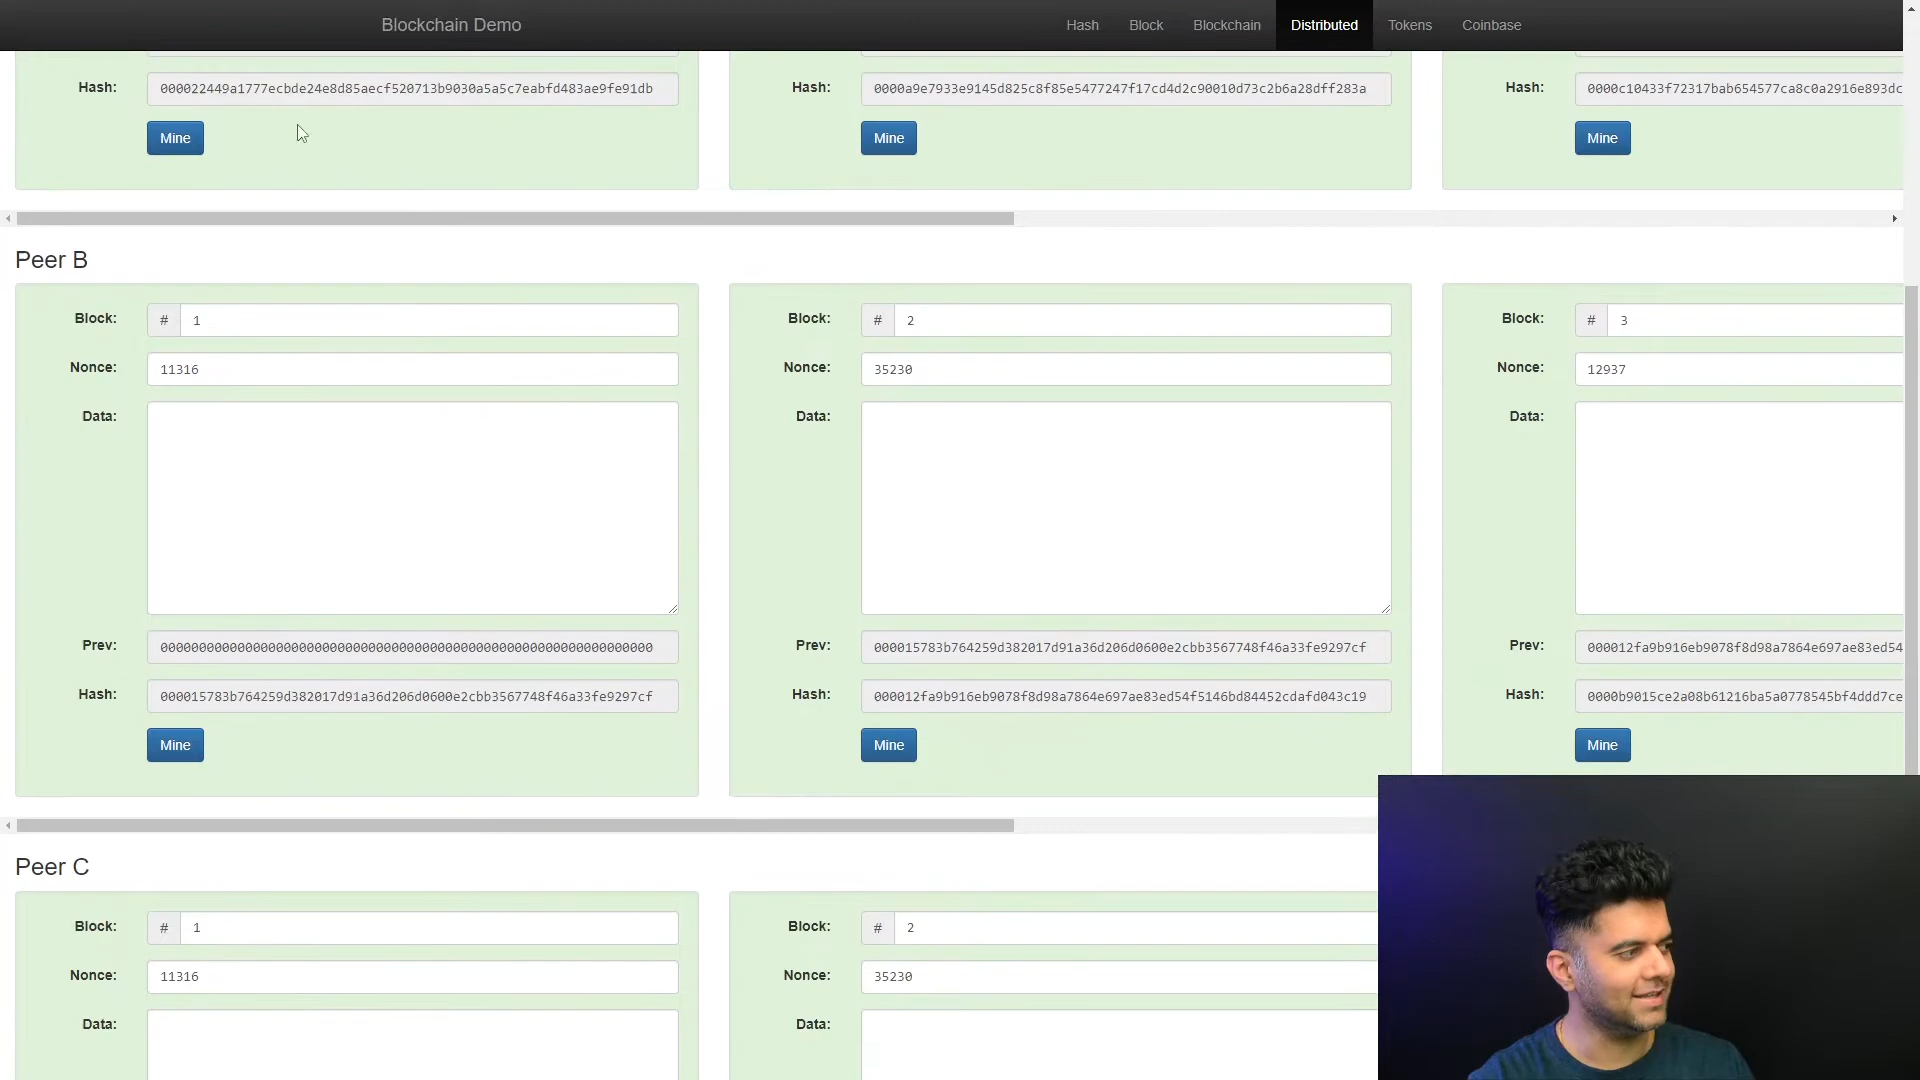 Blockchain Demo Hash Block Blockchain Distributed Tokens Coinbase
Hash: 000022449a1777ecbde24e8d85aecf520713b9030a5a5c7eabfd483ae9fe91db Hash: 0000a9e7933e9145d825c8f85e5477247f17cd4d2c90010d73c2b6a28dff283a Hash: 0000c10433f72317bab654577ca8c0a2916e893dc
Mine Mine Mine
Peer B
Block: # 1 Block: # 2 Block: # 3
Nonce: 11316 Nonce: 35230 Nonce: 12937
Data: Data: Data:
Prev: 0000000000000000000000000000000000000000000000000000000000000000 Prev: 000015783b764259d382017d91a36d206d0600e2cbb3567748f46a33fe9297cf Prev: 000012fa9b916eb9078f8d98a7864e697ae83ed54
Hash: 000015783b764259d382017d91a36d206d0600e2cbb3567748f46a33fe9297cf Hash: 000012fa9b916eb9078f8d98a7864e697ae83ed54f5146bd84452cdafd043c19 Hash: 0000b9015ce2a08b61216ba5a0778545bf4ddd7ce
Mine Mine Mine
Peer C
Block: # 1 Block: # 2
Nonce: 11316 Nonce: 35230
Data: Data: